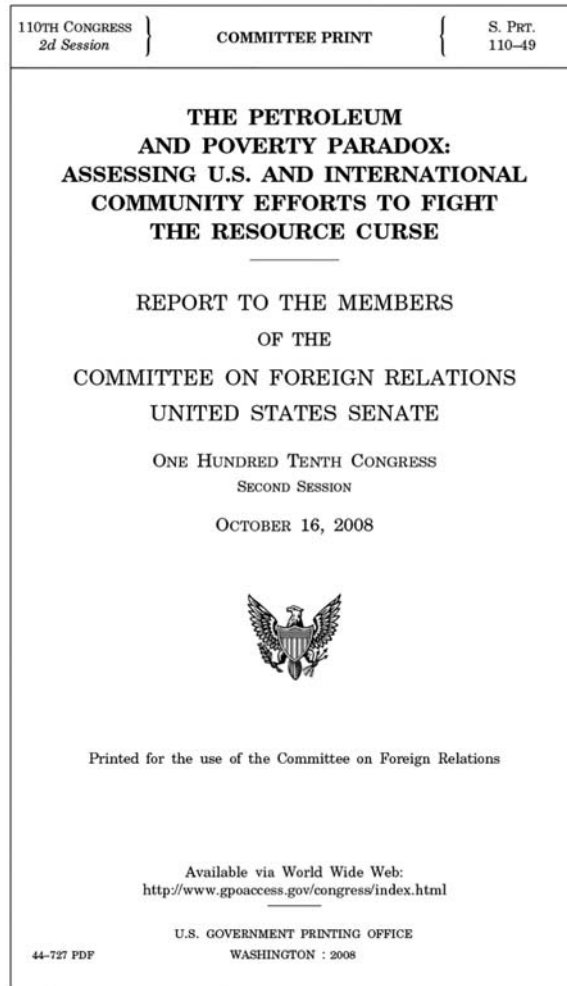 110TH CONGRESS
2d Session
COMMITTEE PRINT
S. PRT.
110–49
THE PETROLEUM
AND POVERTY PARADOX:
ASSESSING U.S. AND INTERNATIONAL
COMMUNITY EFFORTS TO FIGHT
THE RESOURCE CURSE
REPORT TO THE MEMBERS
OF THE
COMMITTEE ON FOREIGN RELATIONS
UNITED STATES SENATE
ONE HUNDRED TENTH CONGRESS
SECOND SESSION
OCTOBER 16, 2008
Printed for the use of the Committee on Foreign Relations
Available via World Wide Web:
http://www.gpoaccess.gov/congress/index.html
U.S. GOVERNMENT PRINTING OFFICE
44–727 PDF WASHINGTON : 2008